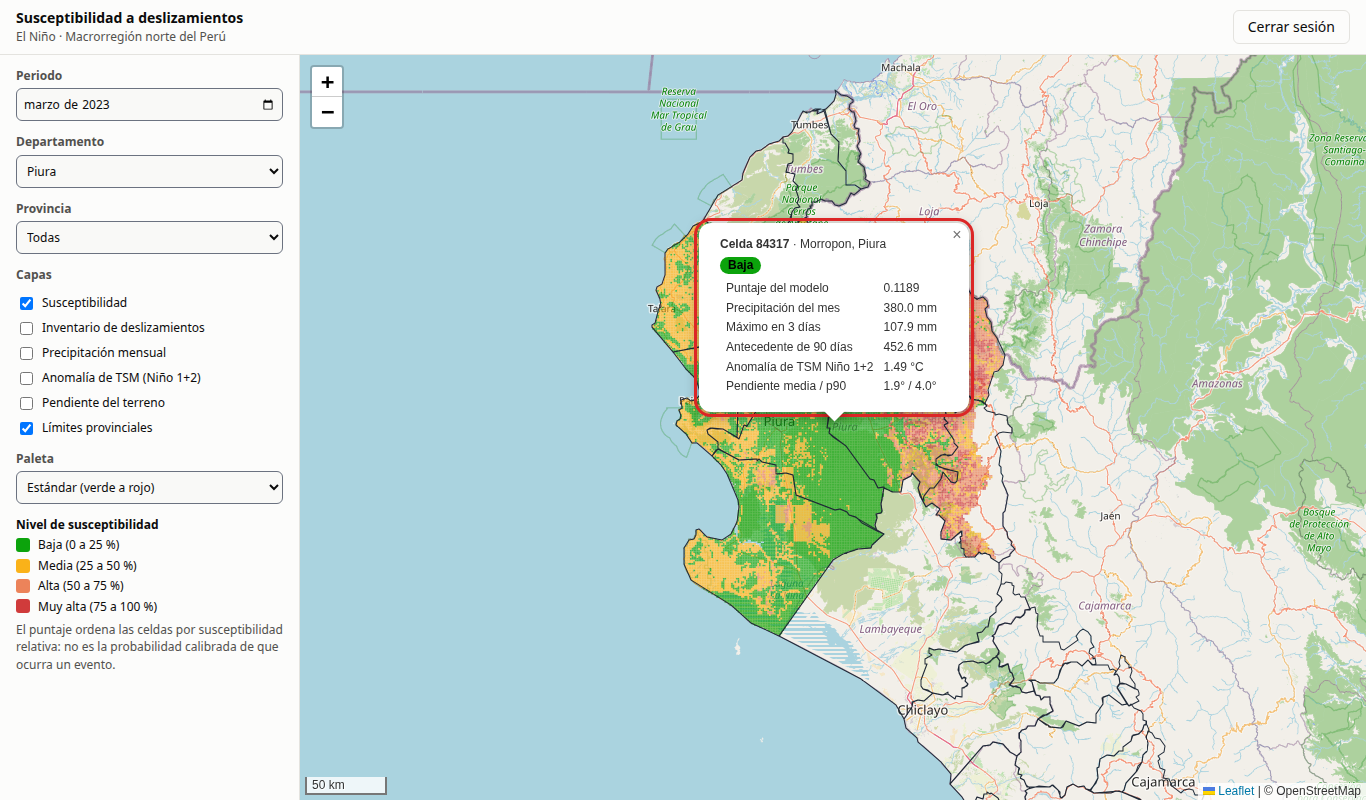 Susceptibilidad a deslizamientos
El Niño · Macrorregión norte del Perú
Cerrar sesión
Periodo
marzo de 2023
Departamento
Piura
Provincia
Todas
Capas
Susceptibilidad
Inventario de deslizamientos
Precipitación mensual
Anomalía de TSM (Niño 1+2)
Pendiente del terreno
Límites provinciales
Paleta
Estándar (verde a rojo)
Nivel de susceptibilidad
Baja (0 a 25 %)
Media (25 a 50 %)
Alta (50 a 75 %)
Muy alta (75 a 100 %)
El puntaje ordena las celdas por susceptibilidad
relativa: no es la probabilidad calibrada de que
ocurra un evento.
+
−
Machala
El Oro
Reserva
Nacional
Mar Tropical
de Grau
Tumbes
Tumbes
Parque
Nacional
Cerros
Loja
Loja
Zamora
Chinchipe
Zona Reserva
Santiago-
Comaina
Celda 84317 · Morropon, Piura
×
Baja
Puntaje del modelo 0.1189
Precipitación del mes 380.0 mm
Máximo en 3 días 107.9 mm
Antecedente de 90 días 452.6 mm
Anomalía de TSM Niño 1+2 1.49 °C
Pendiente media / p90 1.9° / 4.0°
Talara
Amazonas
Piura
Piura
Jaén
Bosque
de Protección
de Alto
Mayo
Cajamarca
Lambayeque
Chiclayo
Cajamarca
50 km
Leaflet | © OpenStreetMap